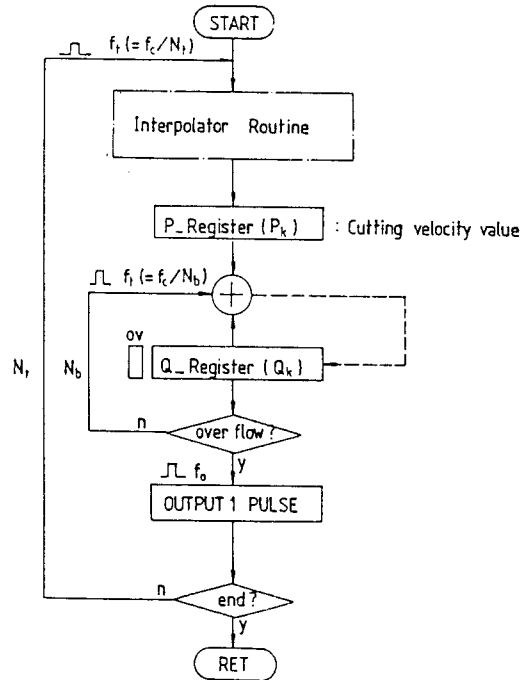 START
f_t (= f_c/N_t)
Interpolator Routine
P_Register (P_k) : Cutting velocity value
f_t (= f_c/N_b)
+
ov
Q_Register (Q_k)
N_t N_b
n
over flow?
y
f_o
OUTPUT 1 PULSE
n
end?
y
RET